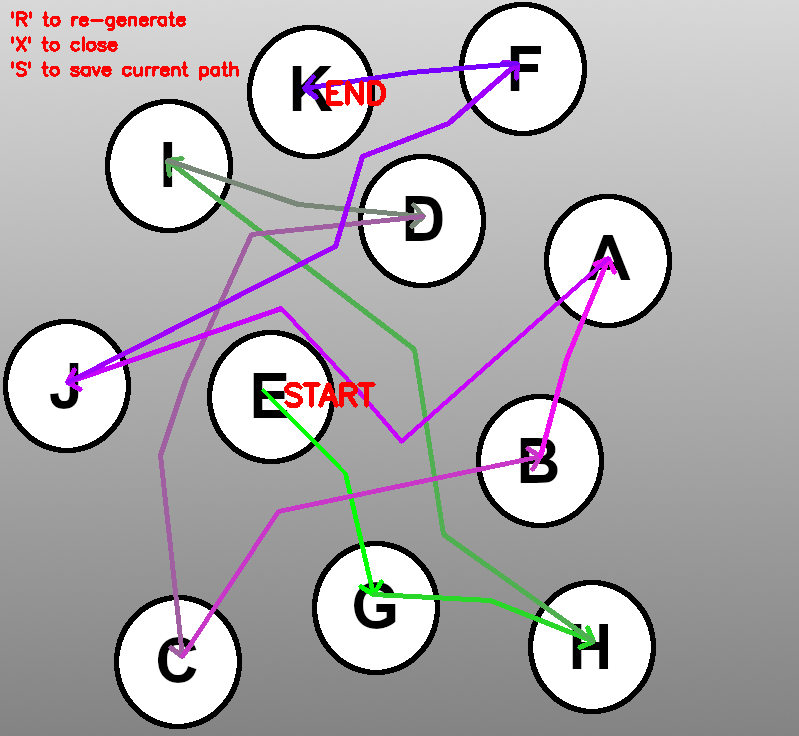 'R' to re-generate
'X' to close
'S' to save current path
K
END
F
I
D
A
J
E
START
B
G
C
H